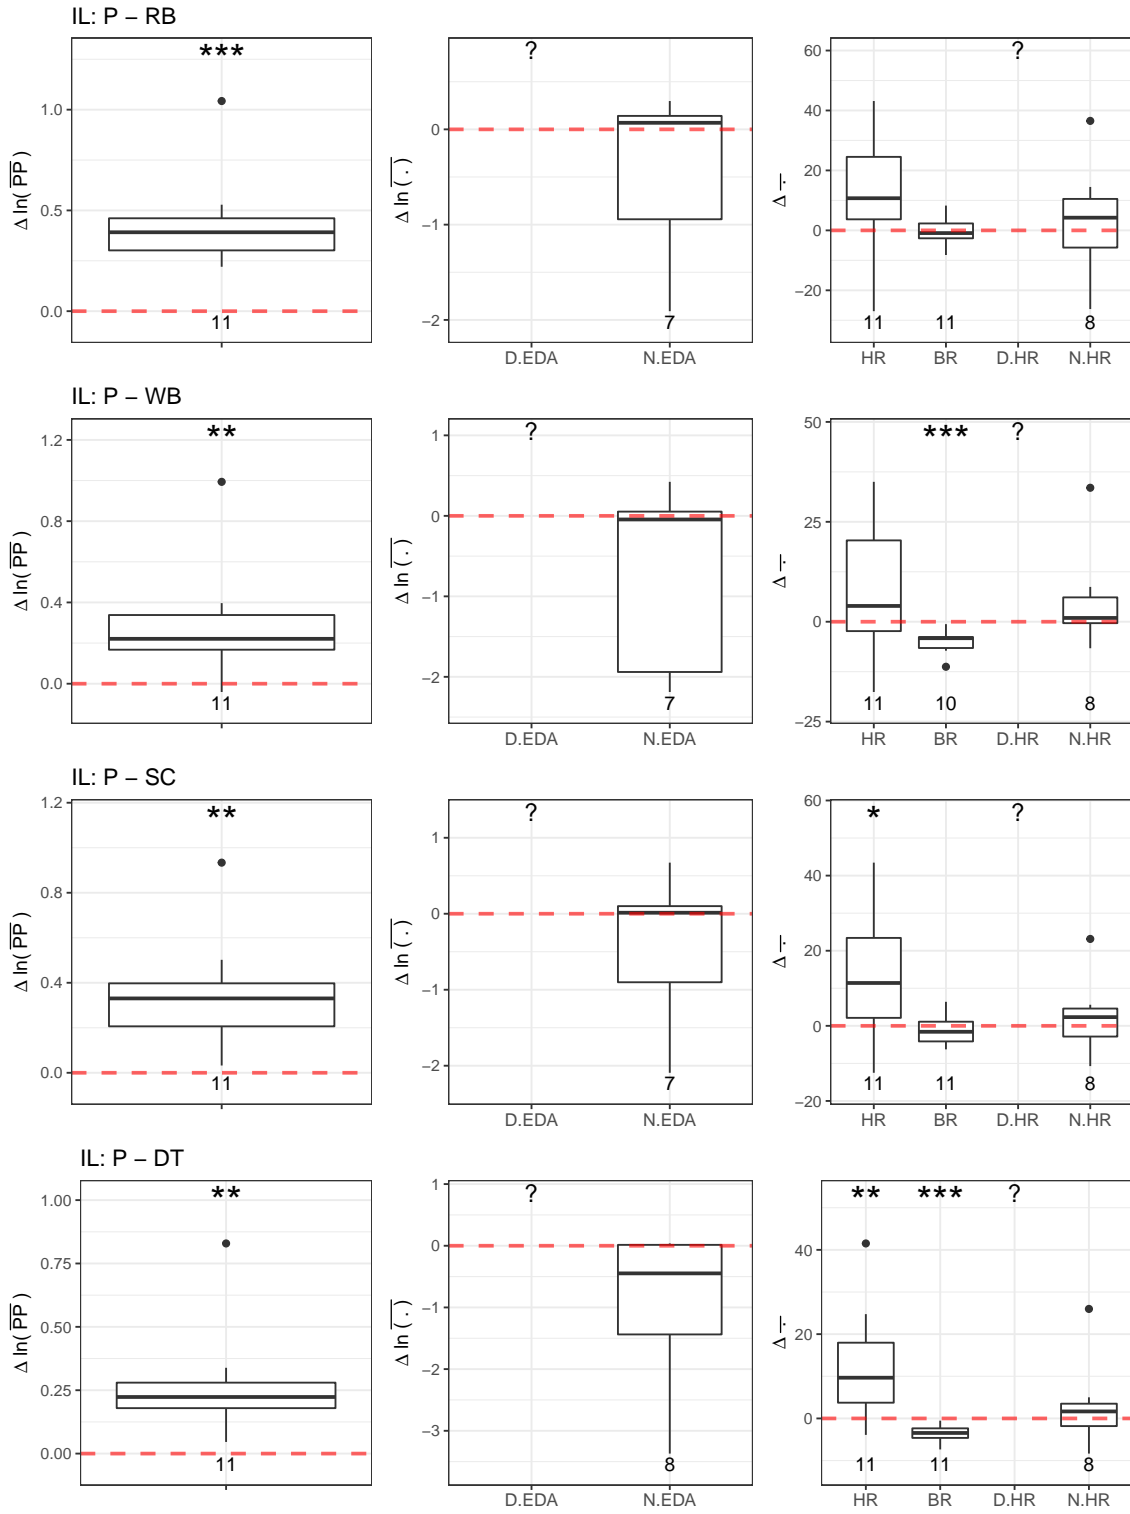 IL: P − RB
Δ ln( PP )
1.0
0.5
0.0
***
11
Δ ln ( . )
0
−1
−2
?
7
D.EDA N.EDA
Δ .
60
40
20
0
−20
?
11 11 8
HR BR D.HR N.HR
IL: P − WB
Δ ln( PP )
1.2
0.8
0.4
0.0
**
11
Δ ln ( . )
1
0
−1
−2
?
7
D.EDA N.EDA
Δ .
50
25
0
−25
*** ?
11 10 8
HR BR D.HR N.HR
IL: P − SC
Δ ln( PP )
1.2
0.8
0.4
0.0
**
11
Δ ln ( . )
1
0
−1
−2
?
7
D.EDA N.EDA
Δ .
60
40
20
0
−20
* ?
11 11 8
HR BR D.HR N.HR
IL: P − DT
Δ ln( PP )
1.00
0.75
0.50
0.25
0.00
**
11
Δ ln ( . )
1
0
−1
−2
−3
?
8
D.EDA N.EDA
Δ .
40
20
0
** *** ?
11 11 8
HR BR D.HR N.HR